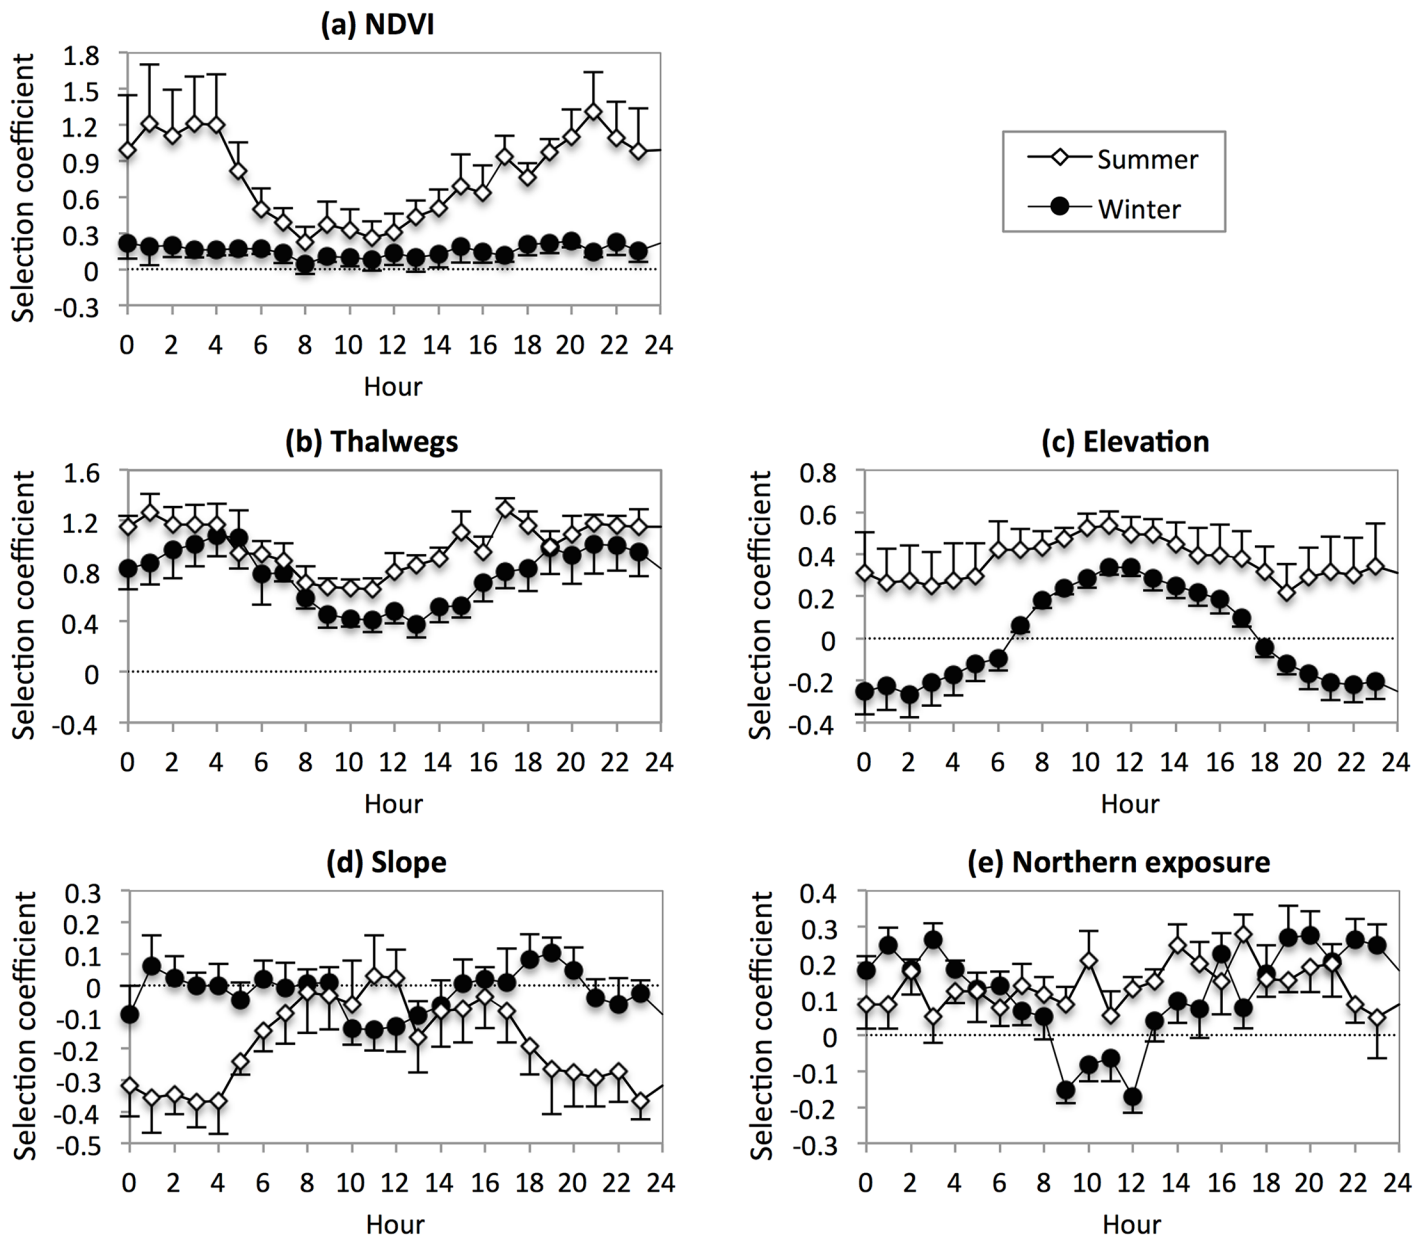 (a) NDVI
Selection coefficient
1.8
1.5
1.2
0.9
0.6
0.3
0
-0.3
0 2 4 6 8 10 12 14 16 18 20 22 24
Hour
Summer
Winter
(b) Thalwegs
Selection coefficient
1.6
1.2
0.8
0.4
0
-0.4
0 2 4 6 8 10 12 14 16 18 20 22 24
Hour
(c) Elevation
Selection coefficient
0.8
0.6
0.4
0.2
0
-0.2
-0.4
0 2 4 6 8 10 12 14 16 18 20 22 24
Hour
(d) Slope
Selection coefficient
0.3
0.2
0.1
0
-0.1
-0.2
-0.3
-0.4
-0.5
0 2 4 6 8 10 12 14 16 18 20 22 24
Hour
(e) Northern exposure
Selection coefficient
0.4
0.3
0.2
0.1
0
-0.1
-0.2
-0.3
0 2 4 6 8 10 12 14 16 18 20 22 24
Hour